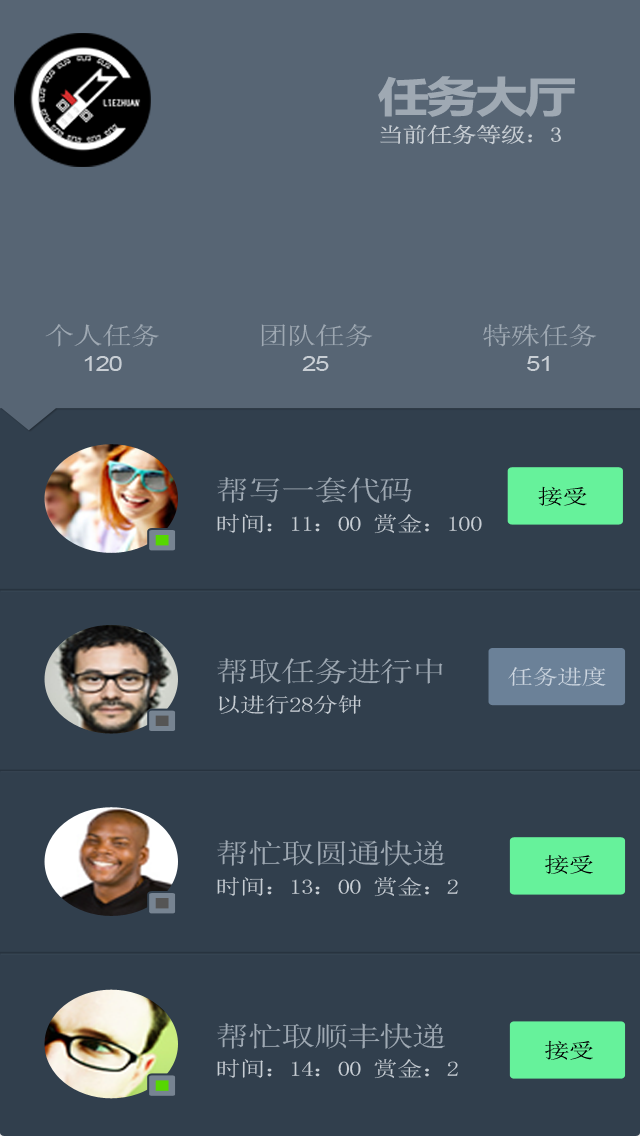 LIEZHUAN
任务大厅
当前任务等级：3
个人任务 团队任务 特殊任务
120 25 51
帮写一套代码
时间：11：00 赏金：100
接受
帮取任务进行中
以进行28分钟
任务进度
帮忙取圆通快递
时间：13：00 赏金：2
接受
帮忙取顺丰快递
时间：14：00 赏金：2
接受